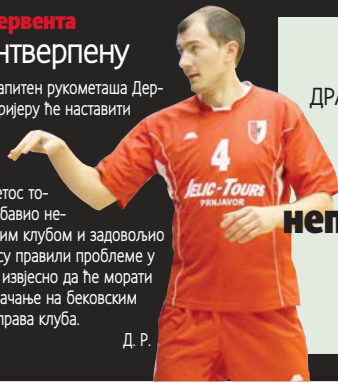 ервента
нтверпену
апитен рукометаша Дер-
ријеру ће наставити
етос то-
бавио не-
им клубом и задовољио
су правили проблеме у
извјесно да ће морати
ачање на бековским
права клуба.
Д. Р.
4
JELIC-TOURS
PRNJAVOR
ДРА
неп